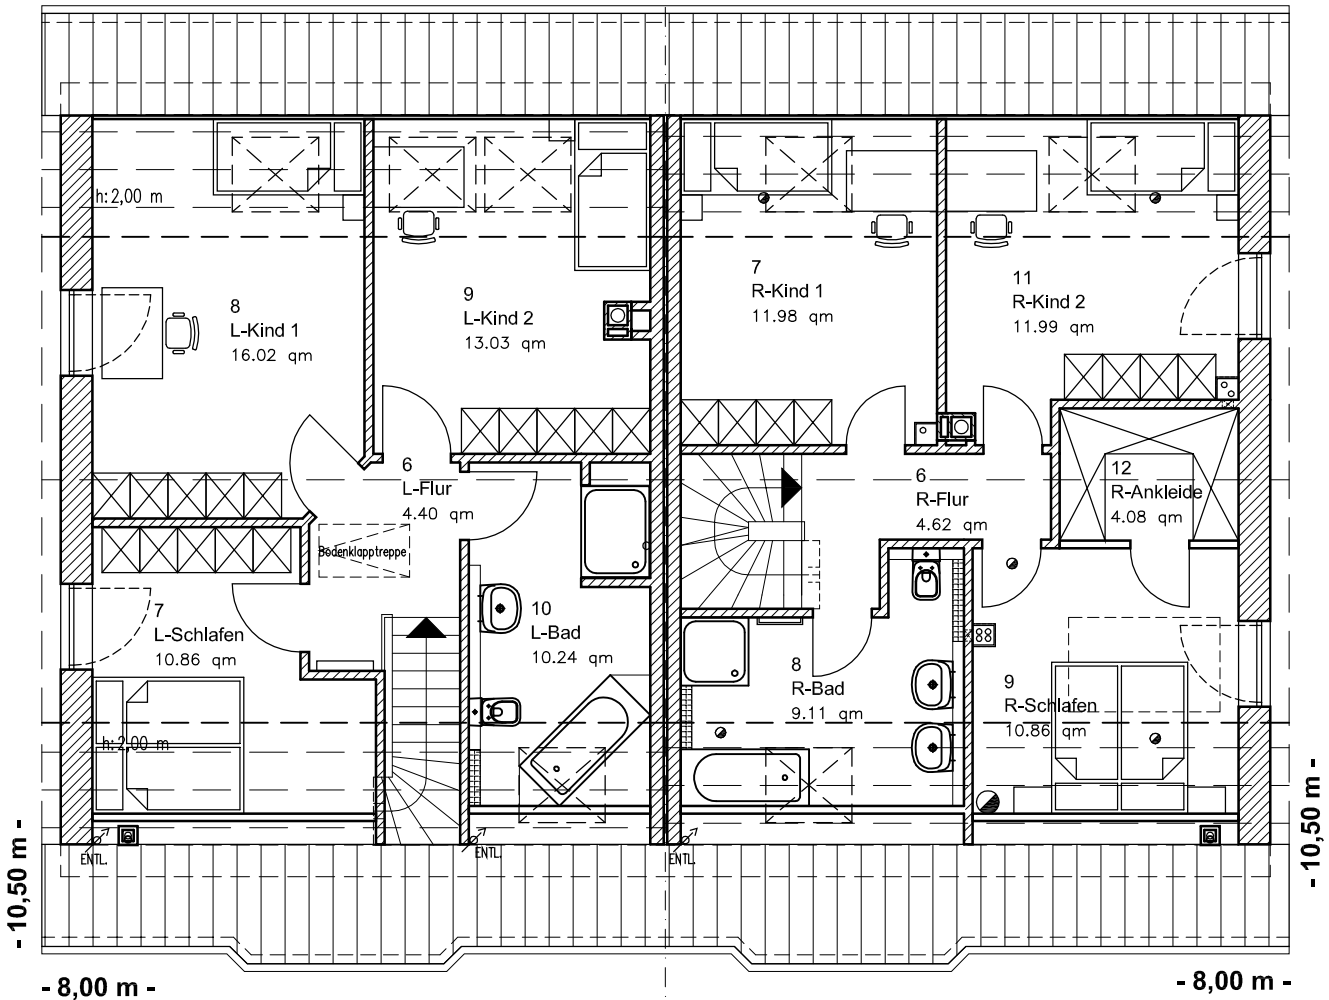 h: 2,00 m
8
L-Kind 1
16.02 qm
9
L-Kind 2
13.03 qm
7
R-Kind 1
11.98 qm
11
R-Kind 2
11.99 qm
6
L-Flur
4.40 qm
Bodenklapptreppe
6
R-Flur
4.62 qm
12
R-Ankleide
4.08 qm
7
L-Schlafen
10.86 qm
10
L-Bad
10.24 qm
8
R-Bad
9.11 qm
9
R-Schlafen
10.86 qm
h: 2,00 m
ENTL.
ENTL.
ENTL.
- 10,50 m -
- 10,50 m -
- 8,00 m -
- 8,00 m -